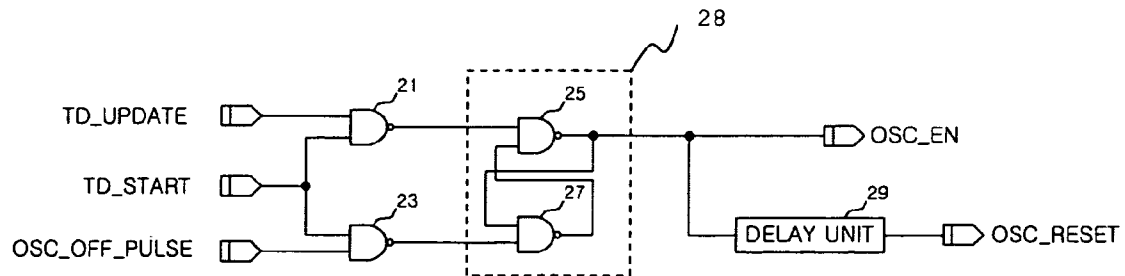 28
21
25
TD_UPDATE
OSC_EN
TD_START
23
27
29
DELAY UNIT
OSC_OFF_PULSE
OSC_RESET